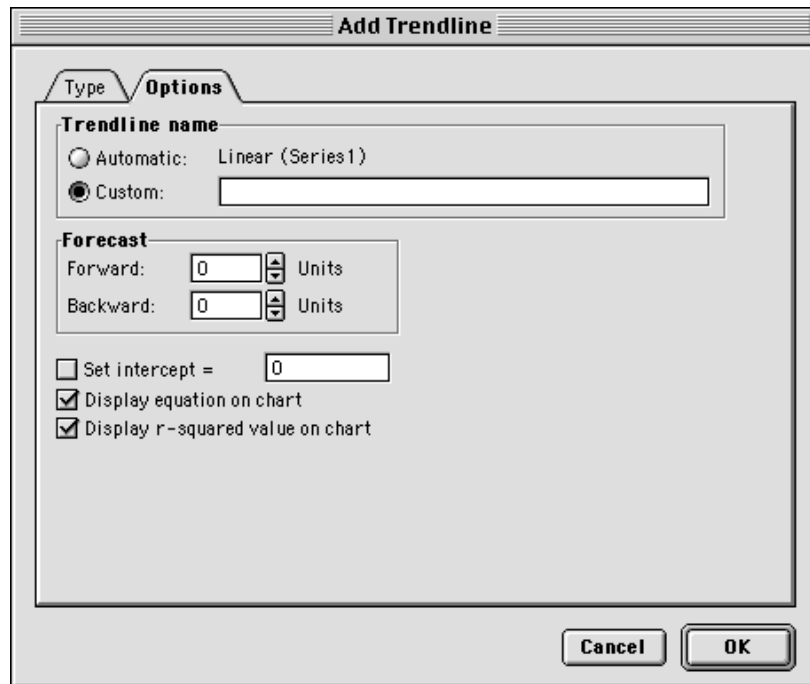 Add Trendline
Type Options
Trendline name
Automatic: Linear (Series1)
Custom:
Forecast
Forward: 0 Units
Backward: 0 Units
Set intercept = 0
Display equation on chart
Display r-squared value on chart
Cancel OK